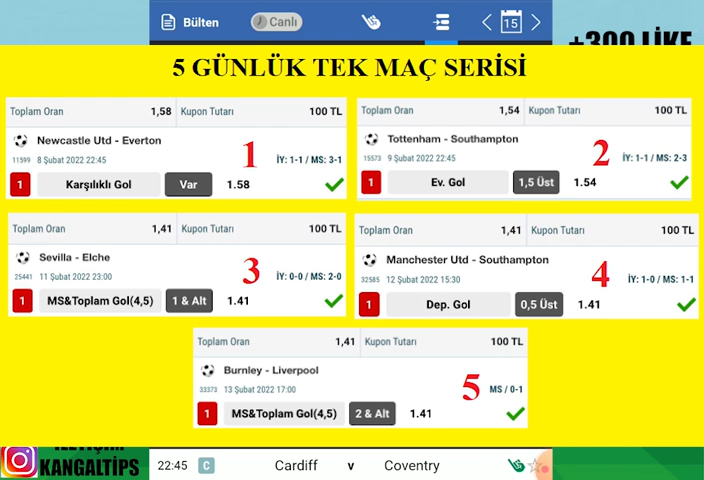 Bülten
Canlı
15
+300 LİKE
5 GÜNLÜK TEK MAÇ SERİSİ
Toplam Oran 1,58 Kupon Tutarı 100 TL
Newcastle Utd - Everton
11599 8 Şubat 2022 22:45
1
İY: 1-1 / MS: 3-1
1 Karşılıklı Gol Var 1.58
Toplam Oran 1,54 Kupon Tutarı 100 TL
Tottenham - Southampton
15573 9 Şubat 2022 22:45
2
İY: 1-1 / MS: 2-3
1 Ev. Gol 1,5 Üst 1.54
Toplam Oran 1,41 Kupon Tutarı 100 TL
Sevilla - Elche
25441 11 Şubat 2022 23:00
3
İY: 0-0 / MS: 2-0
1 MS&Toplam Gol(4,5) 1 & Alt 1.41
Toplam Oran 1,41 Kupon Tutarı 100 TL
Manchester Utd - Southampton
32585 12 Şubat 2022 15:30
4
İY: 1-0 / MS: 1-1
1 Dep. Gol 0,5 Üst 1.41
Toplam Oran 1,41 Kupon Tutarı 100 TL
Burnley - Liverpool
33373 13 Şubat 2022 17:00
5
MS / 0-1
1 MS&Toplam Gol(4,5) 2 & Alt 1.41
İLETİŞİM
KANGALTİPS
22:45 C Cardiff v Coventry